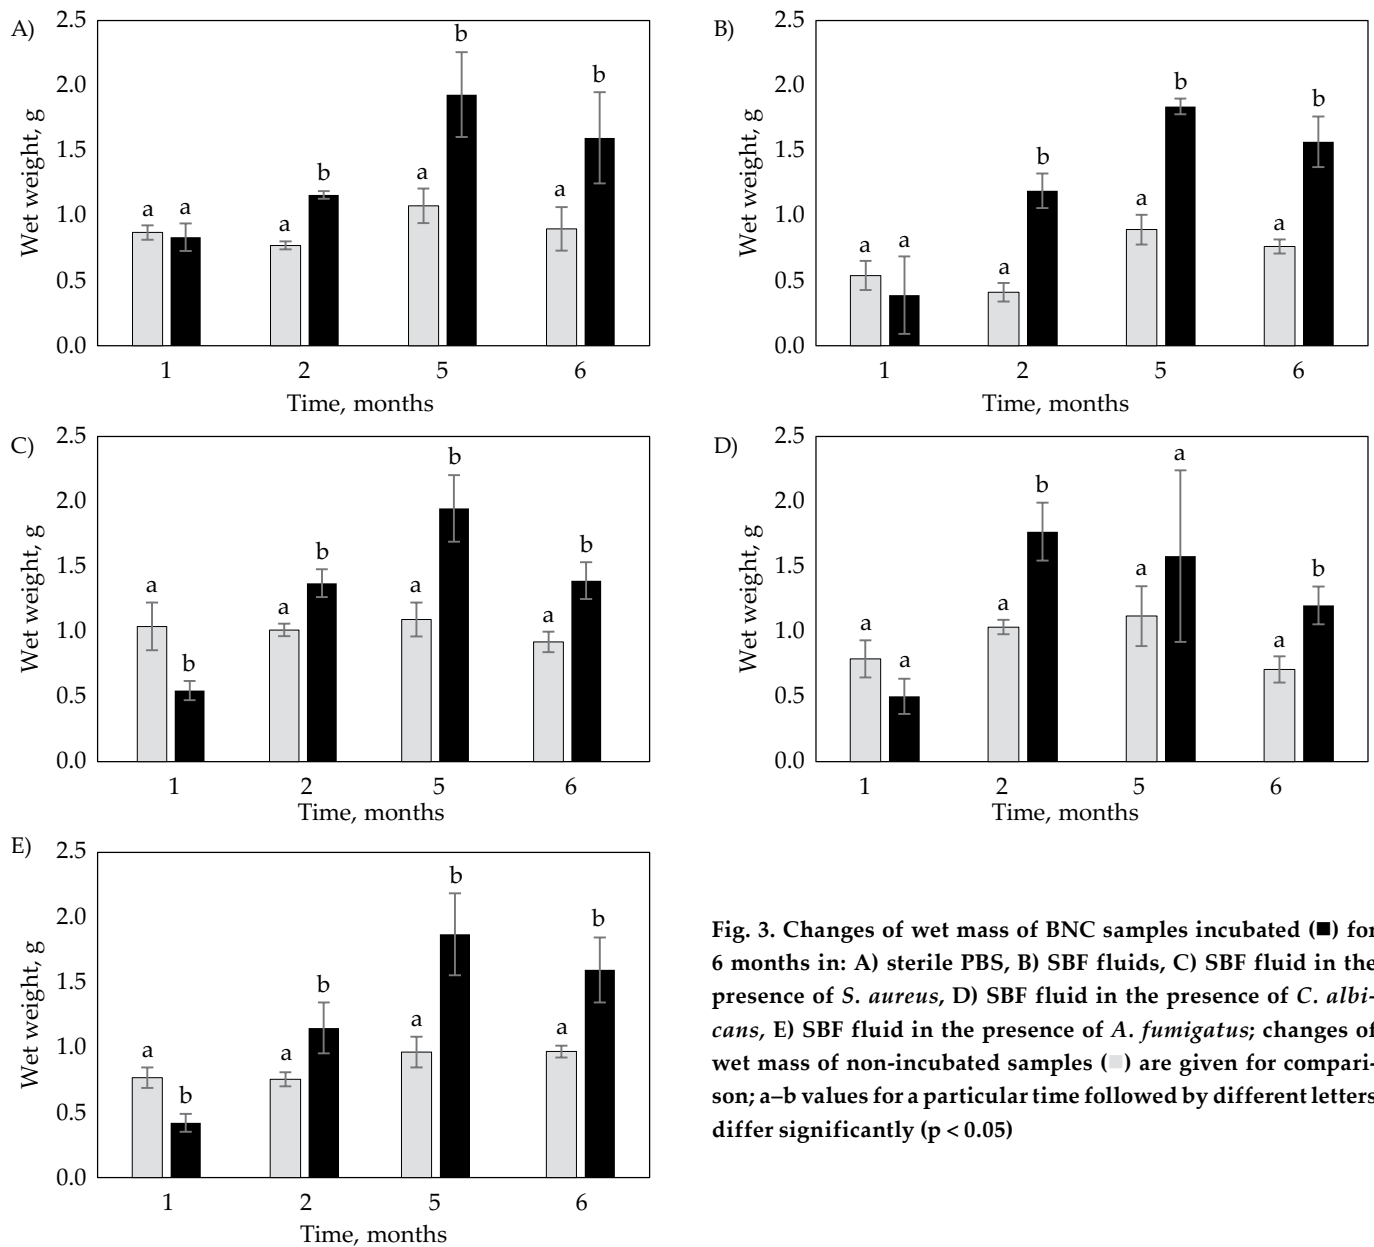 A)
Wet weight, g
2.5
2.0
1.5
1.0
0.5
0.0
a a a b a b a b
1 2 5 6
Time, months
B)
Wet weight, g
2.5
2.0
1.5
1.0
0.5
0.0
a a a b a b a b
1 2 5 6
Time, months
C)
Wet weight, g
2.5
2.0
1.5
1.0
0.5
0.0
a b a b a b a b
1 2 5 6
Time, months
D)
Wet weight, g
2.5
2.0
1.5
1.0
0.5
0.0
a a a b a a a b
1 2 5 6
Time, months
E)
Wet weight, g
2.5
2.0
1.5
1.0
0.5
0.0
a b a b a b a b
1 2 5 6
Time, months
Fig. 3. Changes of wet mass of BNC samples incubated (■) for
6 months in: A) sterile PBS, B) SBF fluids, C) SBF fluid in the
presence of S. aureus, D) SBF fluid in the presence of C. albi-
cans, E) SBF fluid in the presence of A. fumigatus; changes of
wet mass of non-incubated samples (■) are given for compari-
son; a–b values for a particular time followed by different letters
differ significantly (p < 0.05)